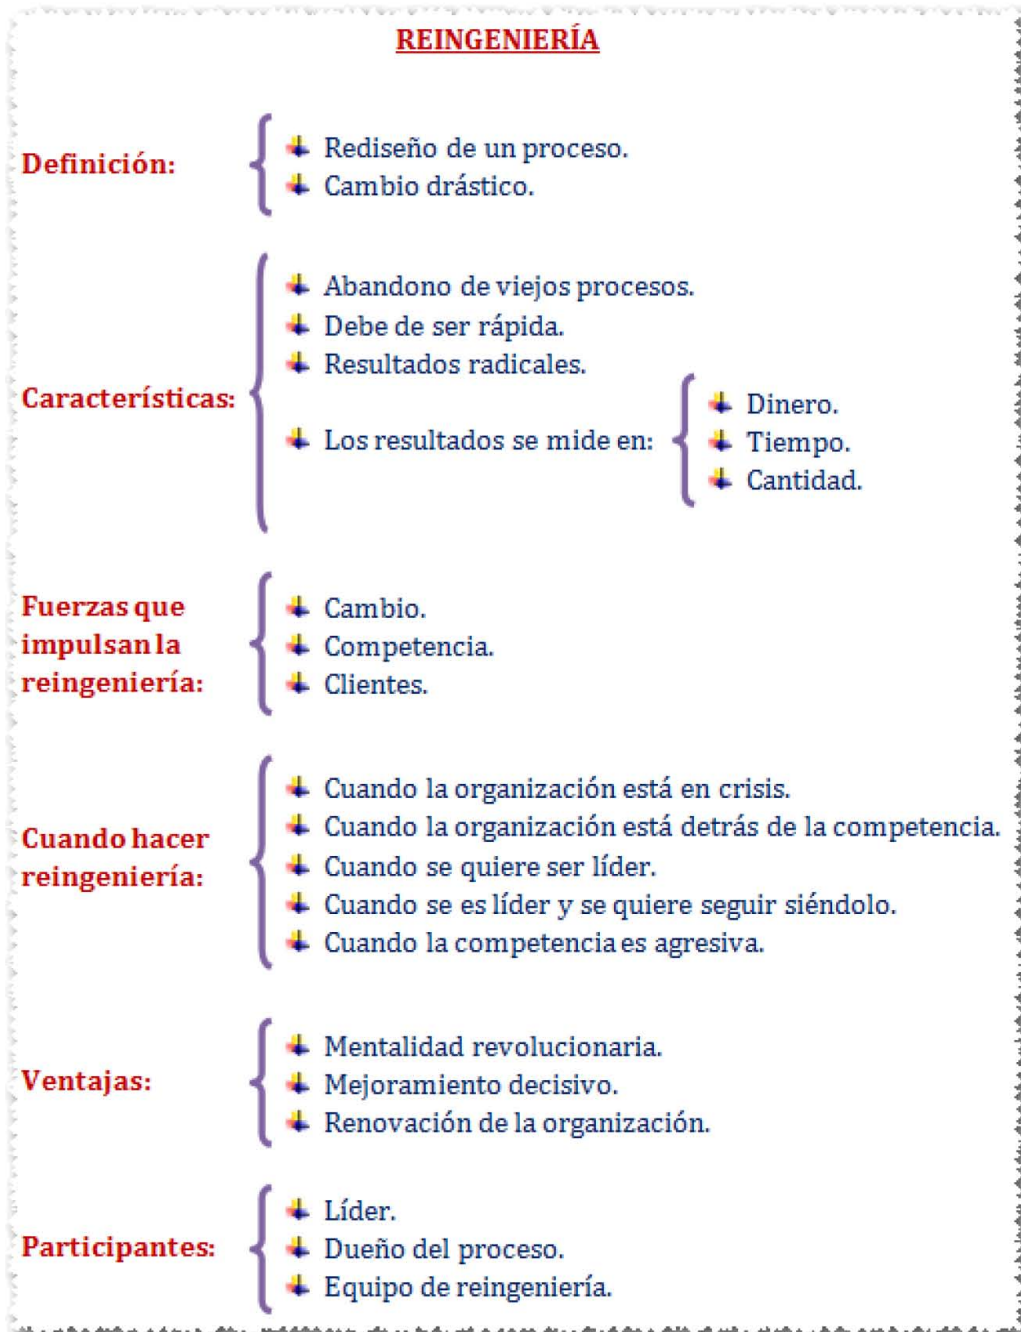 REINGENIERÍA
Definición:
Rediseño de un proceso.
Cambio drástico.
Característicias:
Abandono de viejos procesos.
Debe de ser rápida.
Resultados radicales.
Los resultados se mide en:
Dinero.
Tiempo.
Cantidad.
Fuerzas que
impulsan la
reingeniería:
Cambio.
Competencia.
Clientes.
Cuando hacer
reingeniería:
Cuando la organización está en crisis.
Cuando la organización está detrás de la competencia.
Cuando se quiere ser líder.
Cuando se es líder y se quiere seguir siéndolo.
Cuando la competencia es agresiva.
Ventajas:
Mentalidad revolucionaria.
Mejoramiento decisivo.
Renovación de la organización.
Participantes:
Líder.
Dueño del proceso.
Equipo de reingeniería.